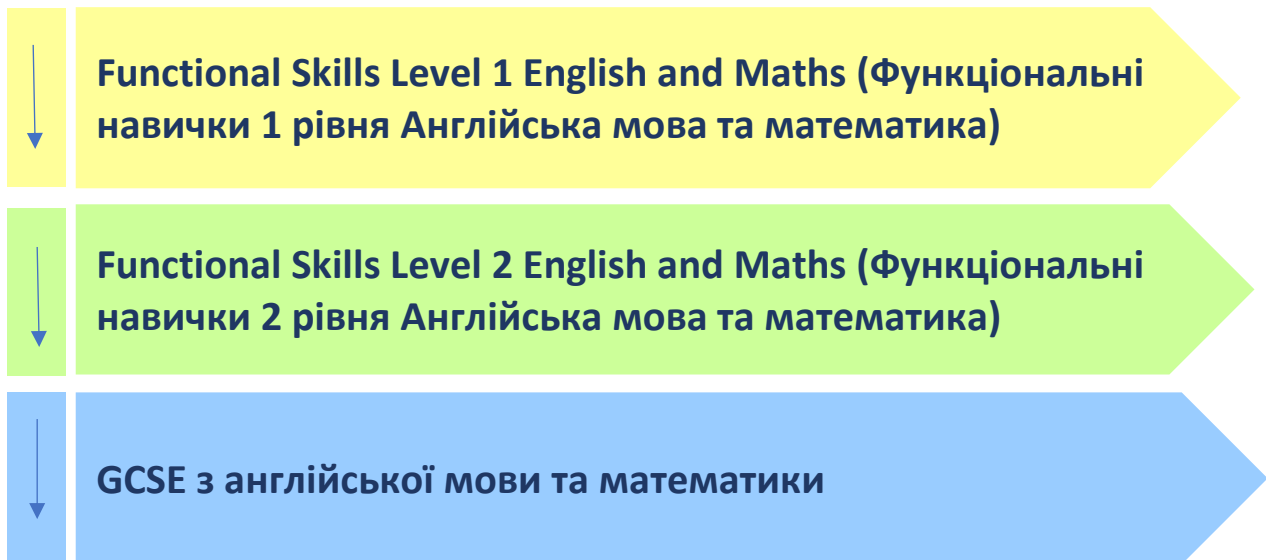 Functional Skills Level 1 English and Maths (Функціональні
навички 1 рівня Англійська мова та математика)
Functional Skills Level 2 English and Maths (Функціональні
навички 2 рівня Англійська мова та математика)
GCSE з англійської мови та математики